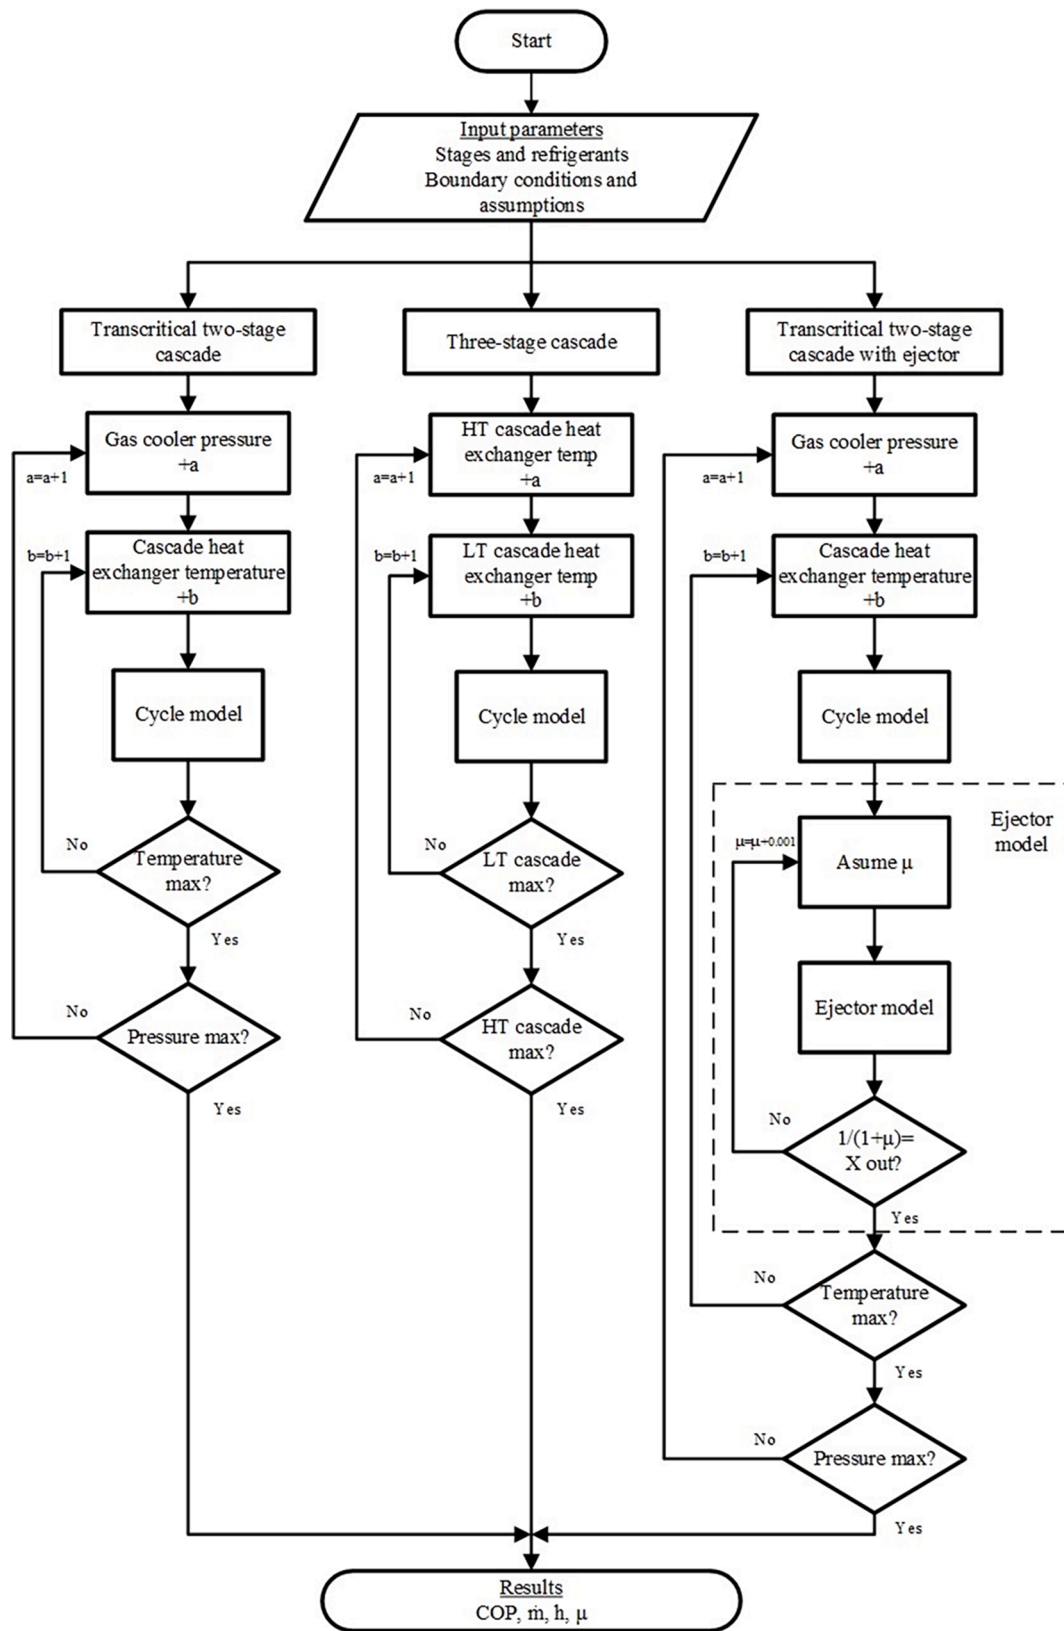 Start
Input parameters
Stages and refrigerants
Boundary conditions and
assumptions
Transcritical two-stage
cascade
Gas cooler pressure
+a
a=a+1
b=b+1
Cascade heat
exchanger temperature
+b
Cycle model
No
Temperature
max?
Yes
No
Pressure max?
Yes
Three-stage cascade
HT cascade heat
exchanger temp
+a
a=a+1
b=b+1
LT cascade heat
exchanger temp
+b
Cycle model
No
LT cascade
max?
Yes
No
HT cascade
max?
Yes
Transcritical two-stage
cascade with ejector
Gas cooler pressure
+a
a=a+1
b=b+1
Cascade heat
exchanger temperature
+b
Cycle model
Ejector
model
μ=μ+0.001
Asume μ
Ejector model
No
1/(1+μ)=
X out?
Yes
No
Temperature
max?
Yes
No
Pressure max?
Yes
Results
COP, ṁ, h, μ